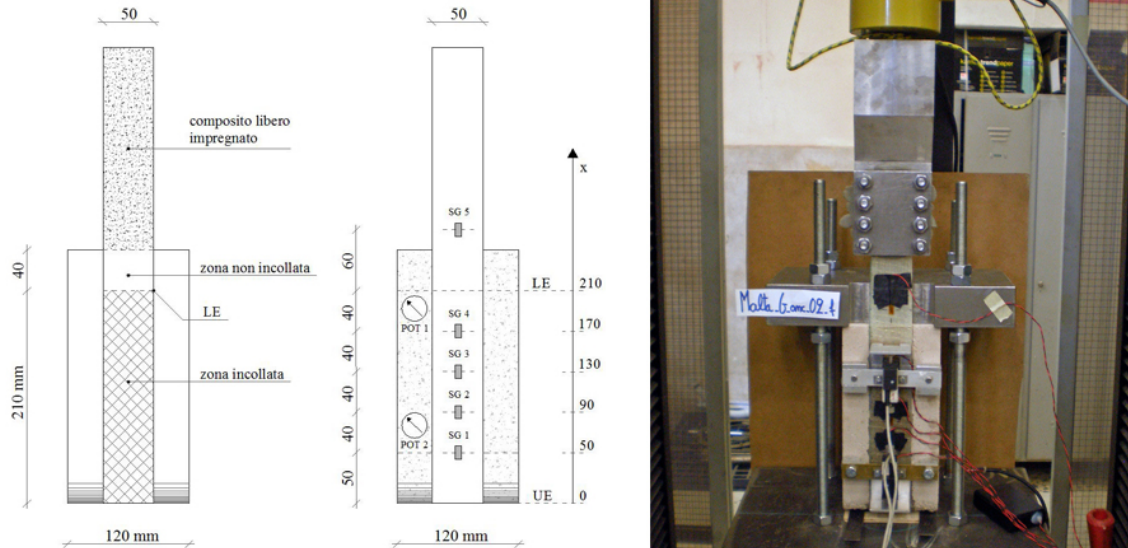 50
composito libero
impregnato
40
zona non incollata
LE
210 mm
zona incollata
120 mm
50
x
SG 5
60
LE
210
POT 1
SG 4
40
170
SG 3
40
130
SG 2
40
90
POT 2
SG 1
40
50
50
UE
0
120 mm
trendpaper
Malta_G_anc_02_t